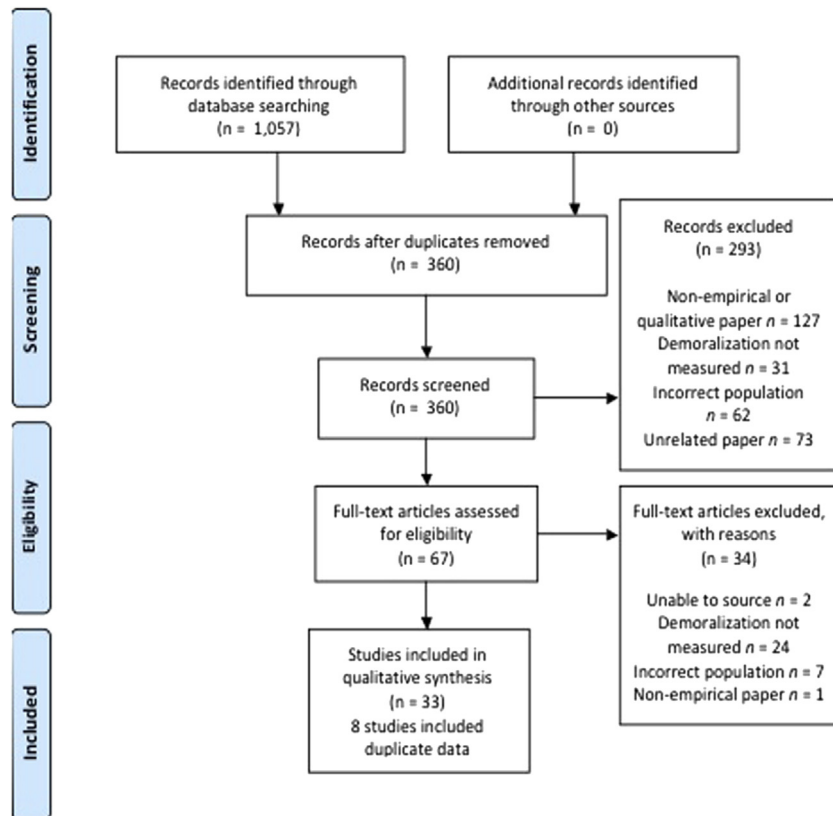 Identification
Records identified through
database searching
(n = 1,057)
Additional records identified
through other sources
(n = 0)
Screening
Records after duplicates removed
(n = 360)
Records screened
(n = 360)
Records excluded
(n = 293)
Non-empirical or
qualitative paper n = 127
Demoralization not
measured n = 31
Incorrect population
n = 62
Unrelated paper n = 73
Eligibility
Full-text articles assessed
for eligibility
(n = 67)
Full-text articles excluded,
with reasons
(n = 34)
Unable to source n = 2
Demoralization not
measured n = 24
Incorrect population n = 7
Non-empirical paper n = 1
Included
Studies included in
qualitative synthesis
(n = 33)
8 studies included
duplicate data